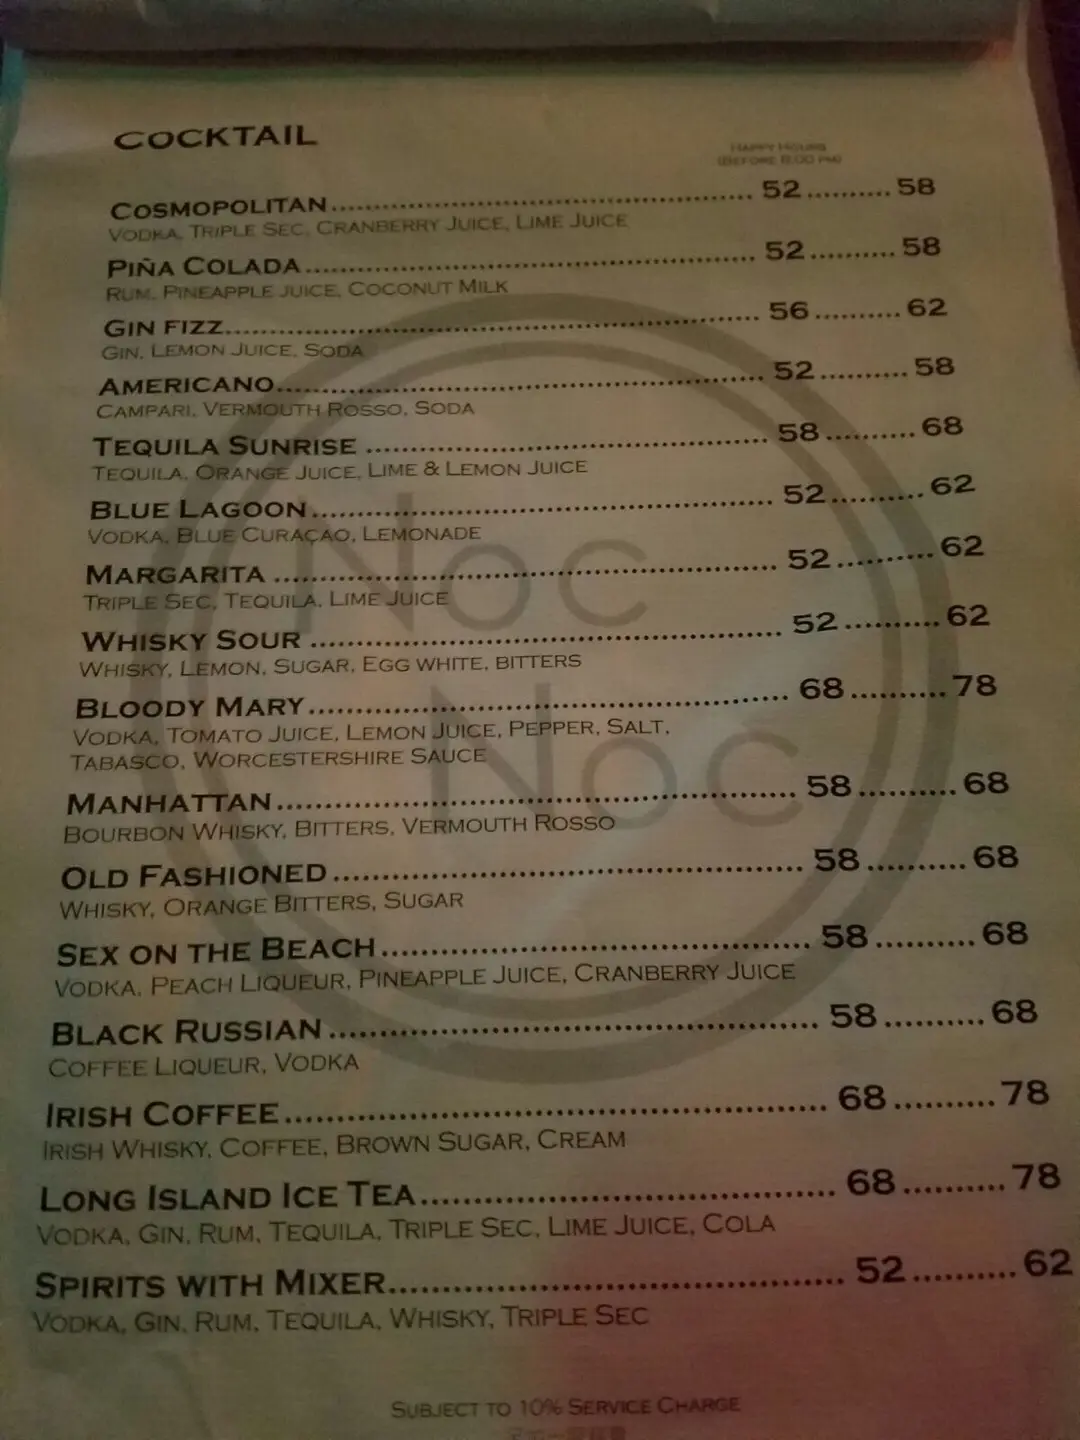 COCKTAIL
HAPPY HOURS
(BEFORE 8:00 PM)
COSMOPOLITAN.......... 52.......... 58
VODKA, TRIPLE SEC, CRANBERRY JUICE, LIME JUICE
PIÑA COLADA.......... 52.......... 58
RUM, PINEAPPLE JUICE, COCONUT MILK
GIN FIZZ.......... 56.......... 62
GIN, LEMON JUICE, SODA
AMERICANO.......... 52.......... 58
CAMPARI, VERMOUTH ROSSO, SODA
TEQUILA SUNRISE .......... 58.......... 68
TEQUILA, ORANGE JUICE, LIME & LEMON JUICE
BLUE LAGOON.......... 52.......... 62
VODKA, BLUE CURAÇAO, LEMONADE
MARGARITA .......... 52.......... 62
TRIPLE SEC, TEQUILA, LIME JUICE
WHISKY SOUR .......... 52.......... 62
WHISKY, LEMON, SUGAR, EGG WHITE, BITTERS
BLOODY MARY.......... 68.......... 78
VODKA, TOMATO JUICE, LEMON JUICE, PEPPER, SALT,
TABASCO, WORCESTERSHIRE SAUCE
MANHATTAN.......... 58.......... 68
BOURBON WHISKY, BITTERS, VERMOUTH ROSSO
OLD FASHIONED.......... 58.......... 68
WHISKY, ORANGE BITTERS, SUGAR
SEX ON THE BEACH.......... 58.......... 68
VODKA, PEACH LIQUEUR, PINEAPPLE JUICE, CRANBERRY JUICE
BLACK RUSSIAN.......... 58.......... 68
COFFEE LIQUEUR, VODKA
IRISH COFFEE.......... 68.......... 78
IRISH WHISKY, COFFEE, BROWN SUGAR, CREAM
LONG ISLAND ICE TEA.......... 68.......... 78
VODKA, GIN, RUM, TEQUILA, TRIPLE SEC, LIME JUICE, COLA
SPIRITS WITH MIXER.......... 52.......... 62
VODKA, GIN, RUM, TEQUILA, WHISKY, TRIPLE SEC
NOC
NOC
SUBJECT TO 10% SERVICE CHARGE